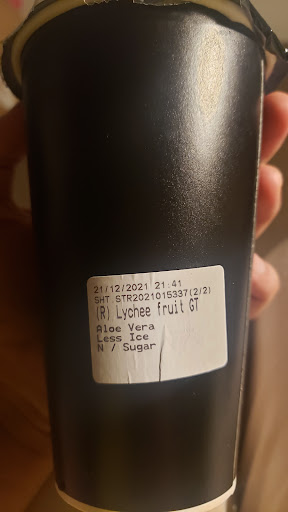 21/12/2021 21:41
SHT STR2021015337(2/2)
(R) Lychee fruit GT
Aloe Vera
Less Ice
N / Sugar